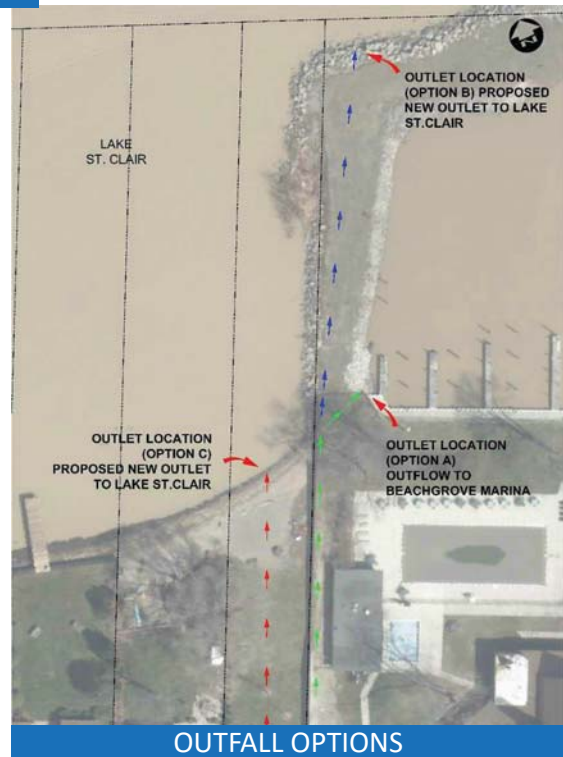 OUTLET LOCATION
(OPTION B) PROPOSED
NEW OUTLET TO LAKE
ST.CLAIR
LAKE
ST. CLAIR
OUTLET LOCATION
(OPTION C)
PROPOSED NEW OUTLET
TO LAKE ST.CLAIR
OUTLET LOCATION
(OPTION A)
OUTFLOW TO
BEACHGROVE MARINA
OUTFALL OPTIONS